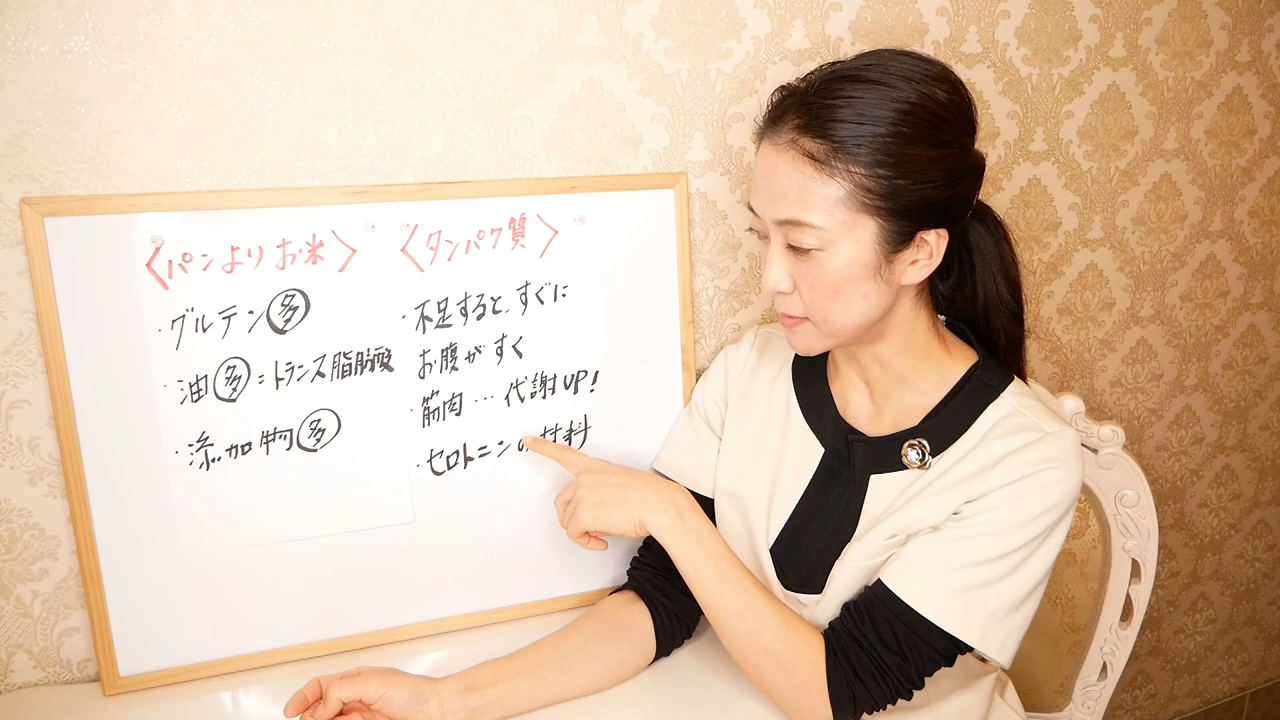 〈パンよりお米〉
・グルテン多
・油多=トランス脂肪酸
・添加物多
〈タンパク質〉
・不足すると、すぐに
お腹がすく
・筋肉…代謝UP!
・セロトニンの材料